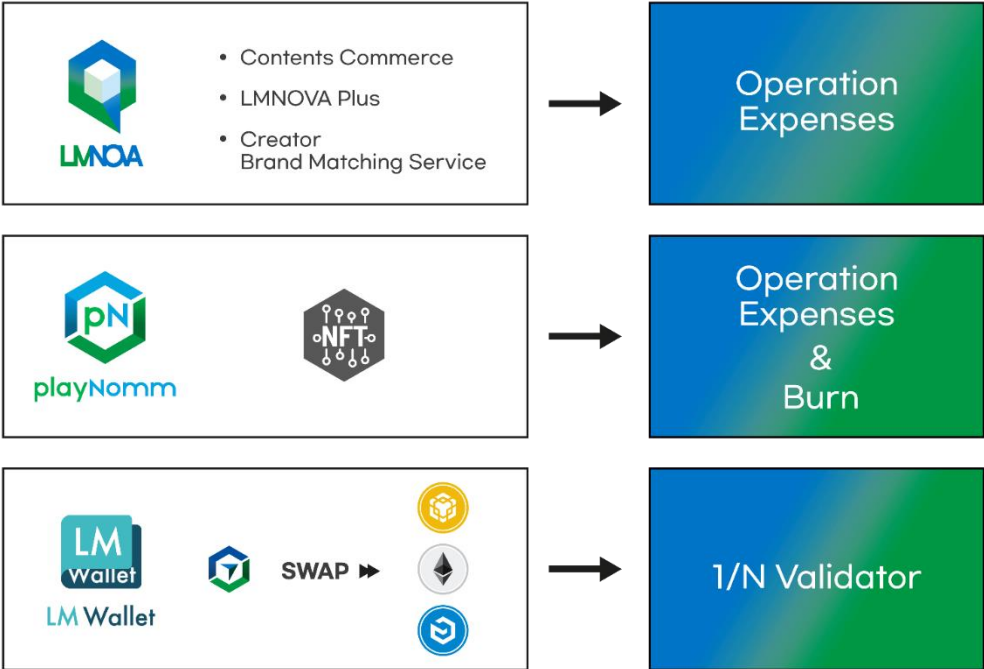 LMNOVA
• Contents Commerce
• LMNOVA Plus
• Creator
Brand Matching Service
Operation
Expenses
pN
playNomm
NFT
Operation
Expenses
&
Burn
LM
Wallet
LM Wallet
SWAP
1/N Validator